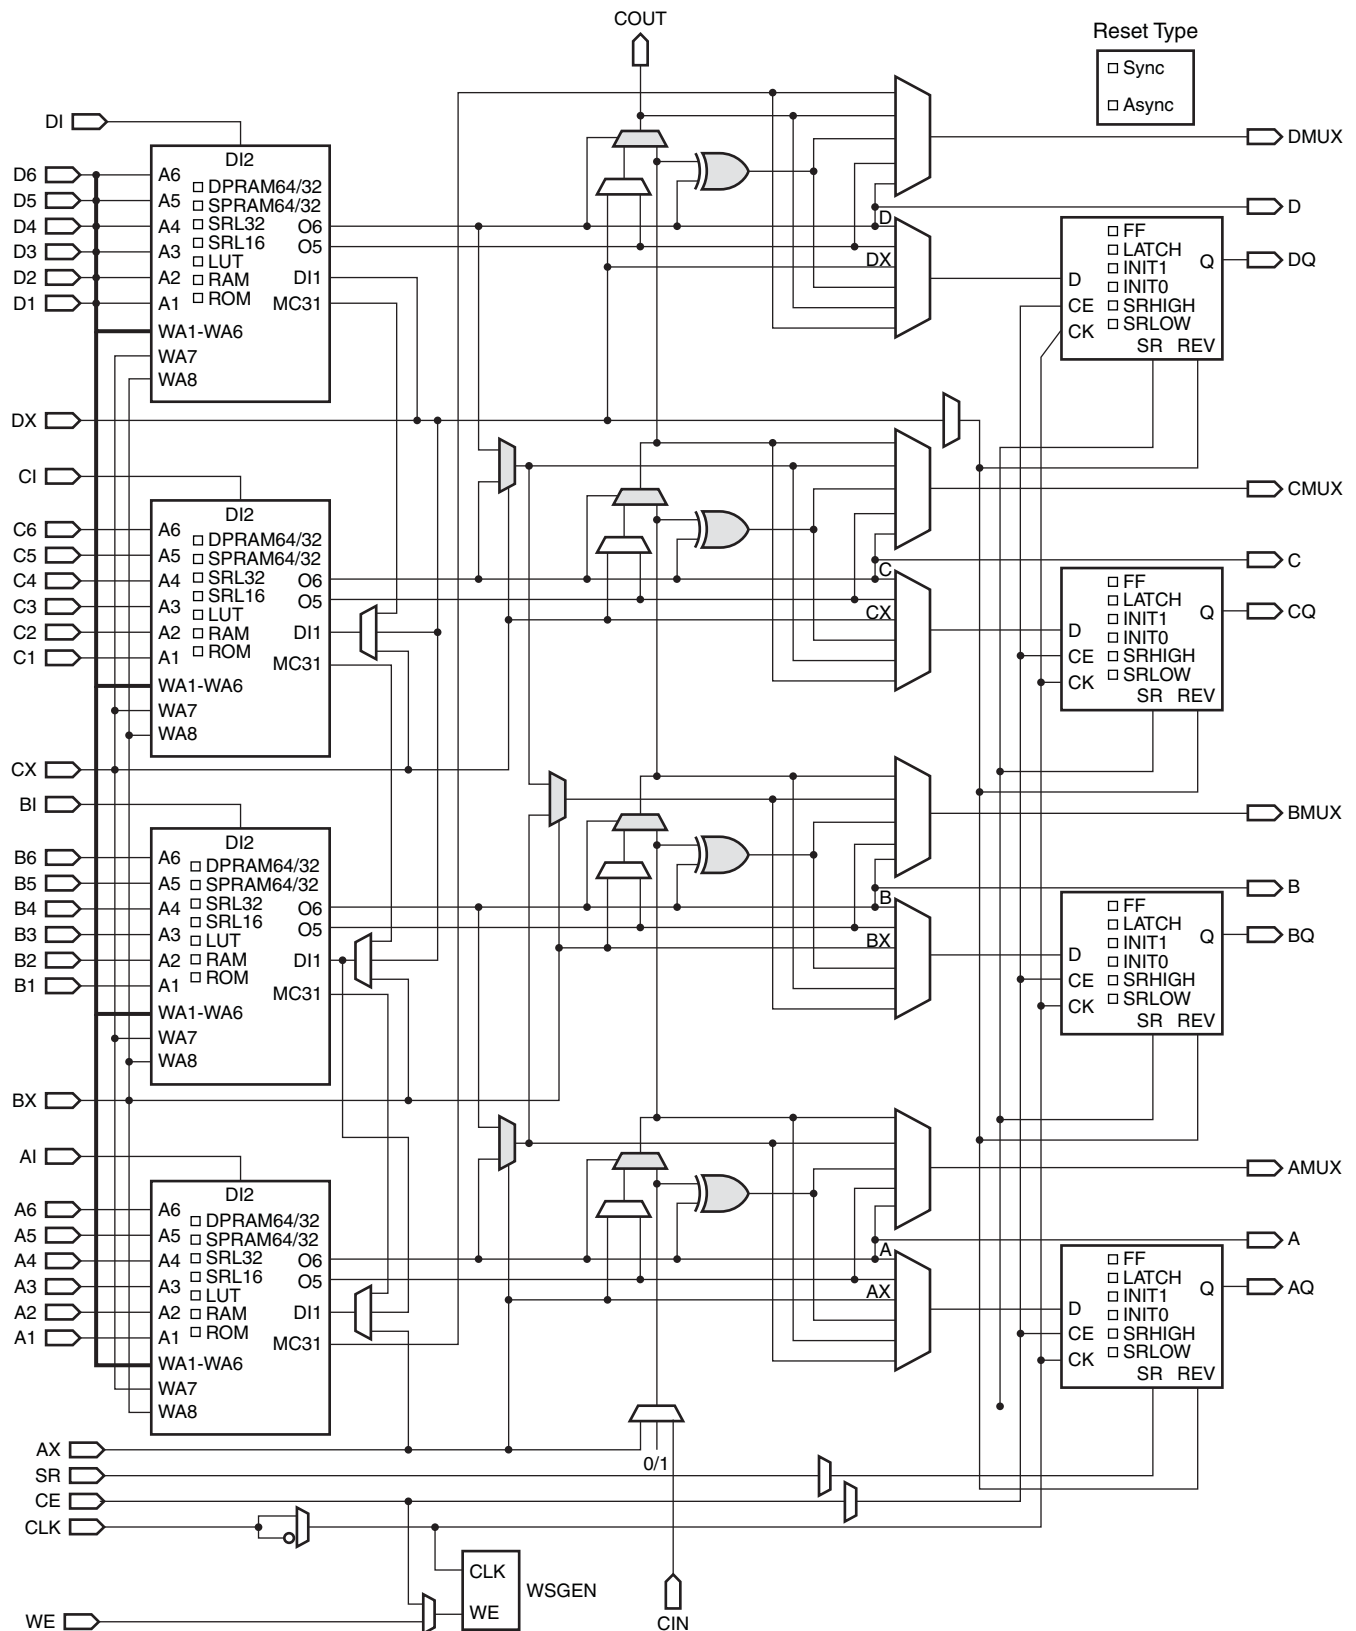 COUT
Reset Type
Sync
Async
DI
D6
D5
D4
D3
D2
D1
DI2
A6
A5
A4
A3
A2
A1
WA1-WA6
WA7
WA8
DPRAM64/32
SPRAM64/32
SRL32
SRL16
LUT
RAM
ROM
O6
O5
DI1
MC31
D
DX
DMUX
D
FF
LATCH
INIT1
INIT0
SRHIGH
SRLOW
D
CE
CK
Q
SR REV
DQ
DX
CI
C6
C5
C4
C3
C2
C1
DI2
A6
A5
A4
A3
A2
A1
WA1-WA6
WA7
WA8
DPRAM64/32
SPRAM64/32
SRL32
SRL16
LUT
RAM
ROM
O6
O5
DI1
MC31
C
CX
CMUX
C
FF
LATCH
INIT1
INIT0
SRHIGH
SRLOW
D
CE
CK
Q
SR REV
CQ
CX
BI
B6
B5
B4
B3
B2
B1
DI2
A6
A5
A4
A3
A2
A1
WA1-WA6
WA7
WA8
DPRAM64/32
SPRAM64/32
SRL32
SRL16
LUT
RAM
ROM
O6
O5
DI1
MC31
B
BX
BMUX
B
FF
LATCH
INIT1
INIT0
SRHIGH
SRLOW
D
CE
CK
Q
SR REV
BQ
BX
AI
A6
A5
A4
A3
A2
A1
DI2
A6
A5
A4
A3
A2
A1
WA1-WA6
WA7
WA8
DPRAM64/32
SPRAM64/32
SRL32
SRL16
LUT
RAM
ROM
O6
O5
DI1
MC31
A
AX
AMUX
A
FF
LATCH
INIT1
INIT0
SRHIGH
SRLOW
D
CE
CK
Q
SR REV
AQ
AX
0/1
SR
CE
CLK
CLK
WE
WSGEN
WE
CIN